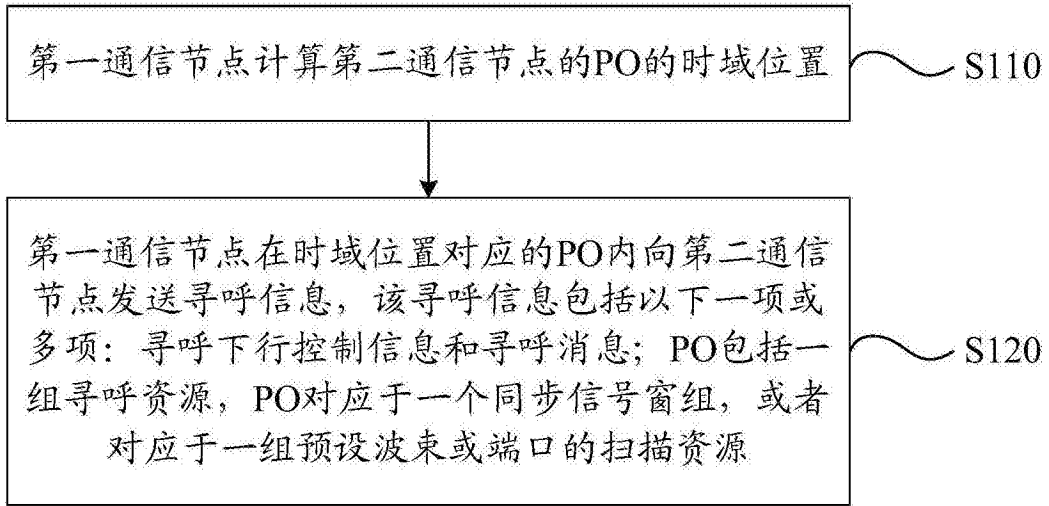 第一通信节点计算第二通信节点的PO的时域位置
S110
第一通信节点在时域位置对应的PO内向第二通信
节点发送寻呼信息，该寻呼信息包括以下一项或
多项：寻呼下行控制信息和寻呼消息；PO包括一
组寻呼资源，PO对应于一个同步信号窗组，或者
对应于一组预设波束或端口的扫描资源
S120